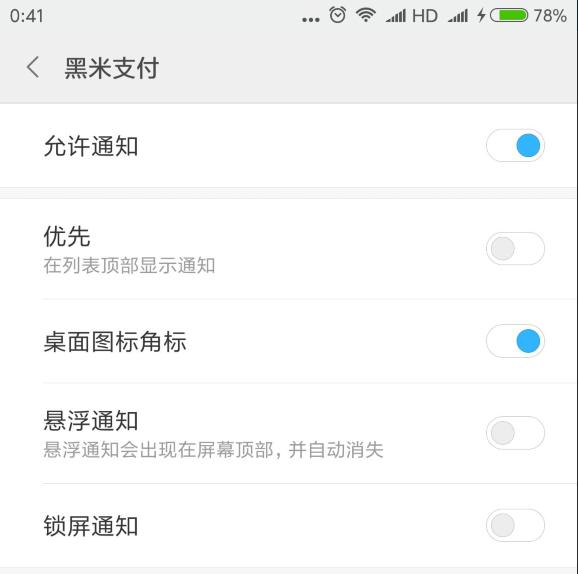 0:41 ... HD 78%
黑米支付
允许通知
优先
在列表顶部显示通知
桌面图标角标
悬浮通知
悬浮通知会出现在屏幕顶部，并自动消失
锁屏通知